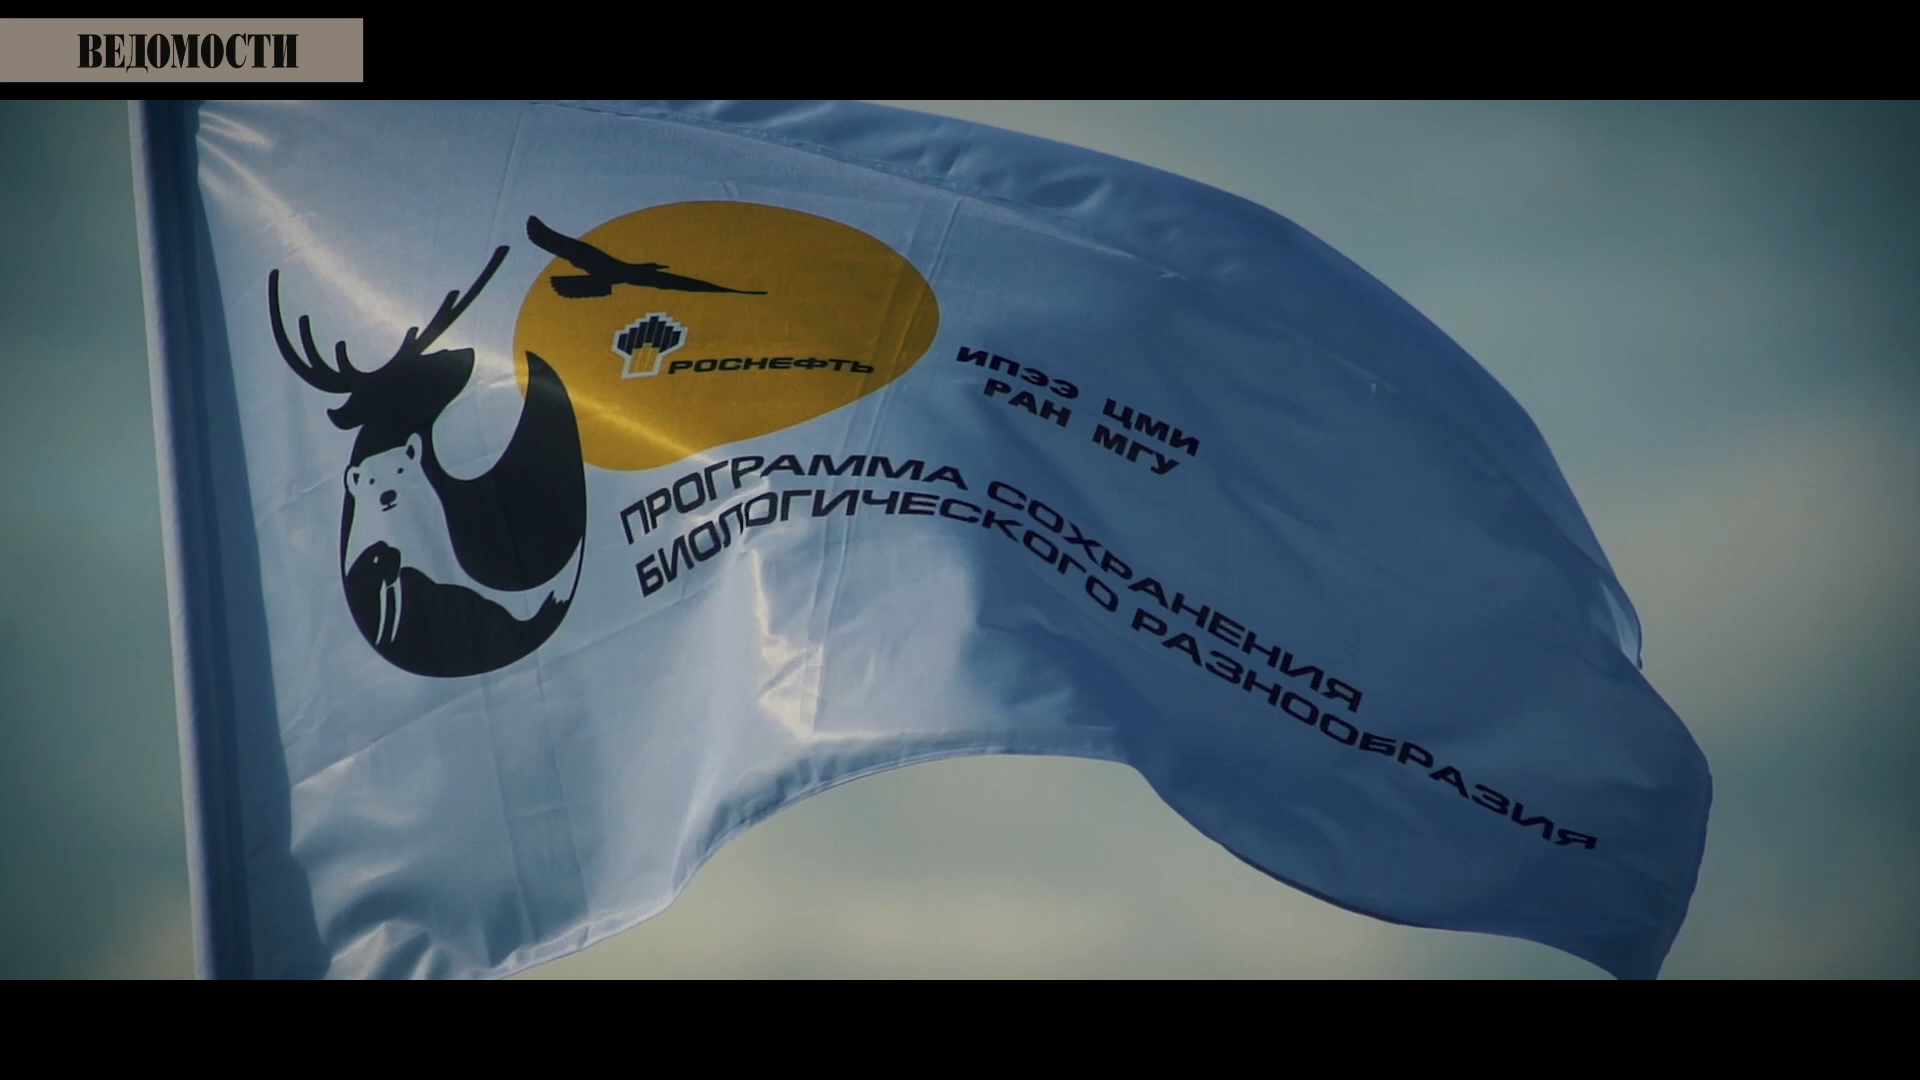 ВЕДОМОСТИ
РОСНЕФТЬ
ИПЭЭ ЦМИ
РАН МГУ
ПРОГРАММА СОХРАНЕНИЯ
БИОЛОГИЧЕСКОГО РАЗНООБРАЗИЯ